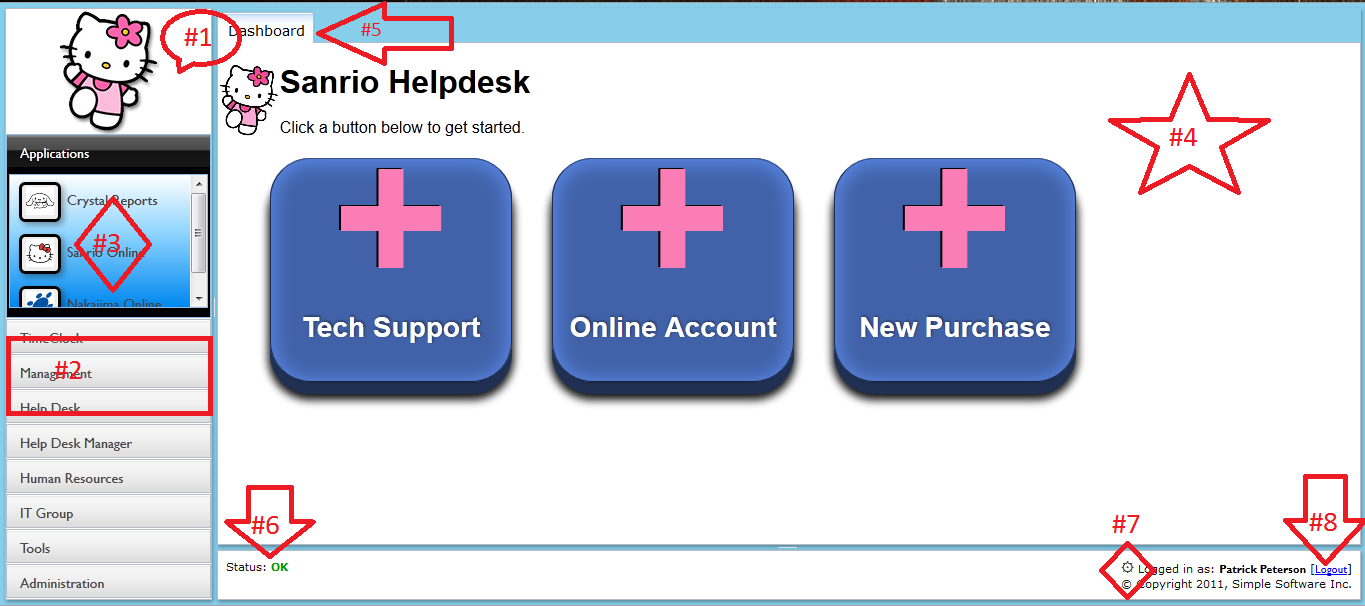 #1
Dashboard
#5
Sanrio Helpdesk
Click a button below to get started.
#4
Applications
Crystal Reports
#3
Sanrio Online
Nakajima Online
Tech Support
Online Account
New Purchase
TimeClock
#2
Management
Help Desk
Help Desk Manager
Human Resources
IT Group
Tools
Administration
#6
#7
#8
Status: OK
Logged in as: Patrick Peterson [Logout]
© Copyright 2011, Simple Software Inc.